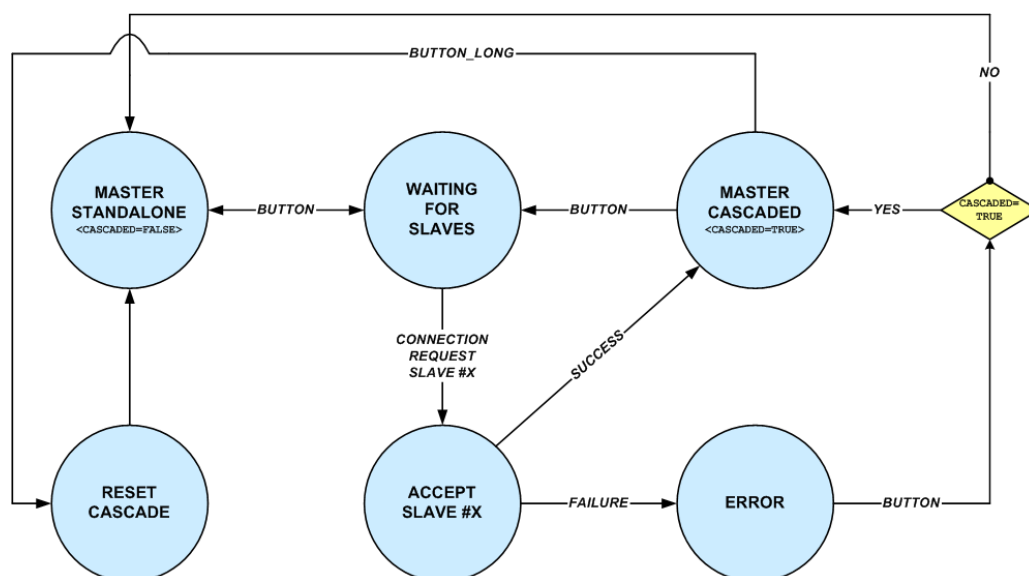 BUTTON_LONG
NO
MASTER
STANDALONE
<CASCADED=FALSE>
BUTTON
WAITING
FOR
SLAVES
BUTTON
MASTER
CASCADED
<CASCADED=TRUE>
YES
CASCADED=
TRUE
CONNECTION
REQUEST
SLAVE #X
SUCCESS
RESET
CASCADE
ACCEPT
SLAVE #X
FAILURE
ERROR
BUTTON